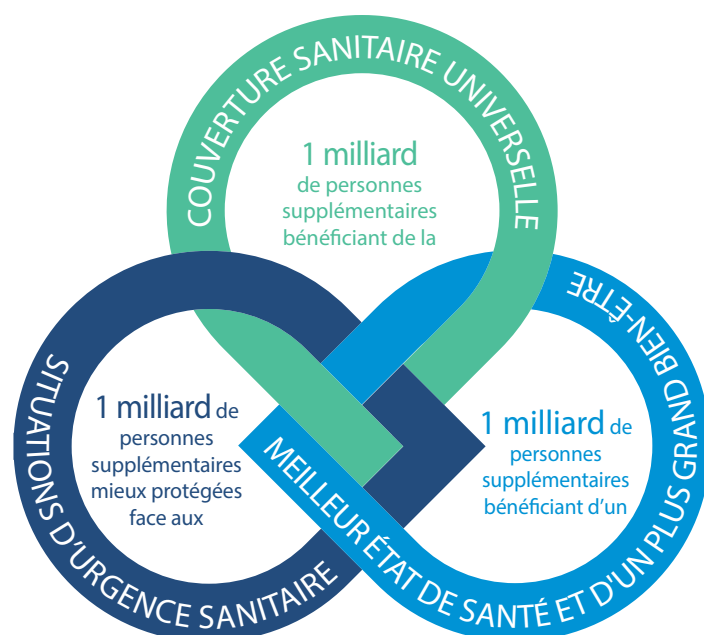 COUVERTURE SANITAIRE UNIVERSELLE
1 milliard
de personnes
supplémentaires
bénéficiant de la
SITUATIONS D'URGENCE SANITAIRE
1 milliard de
personnes
supplémentaires
mieux protégées
face aux
MEILLEUR ÉTAT DE SANTÉ ET D'UN PLUS GRAND BIEN-ÊTRE
1 milliard de
personnes
supplémentaires
bénéficiant d’un